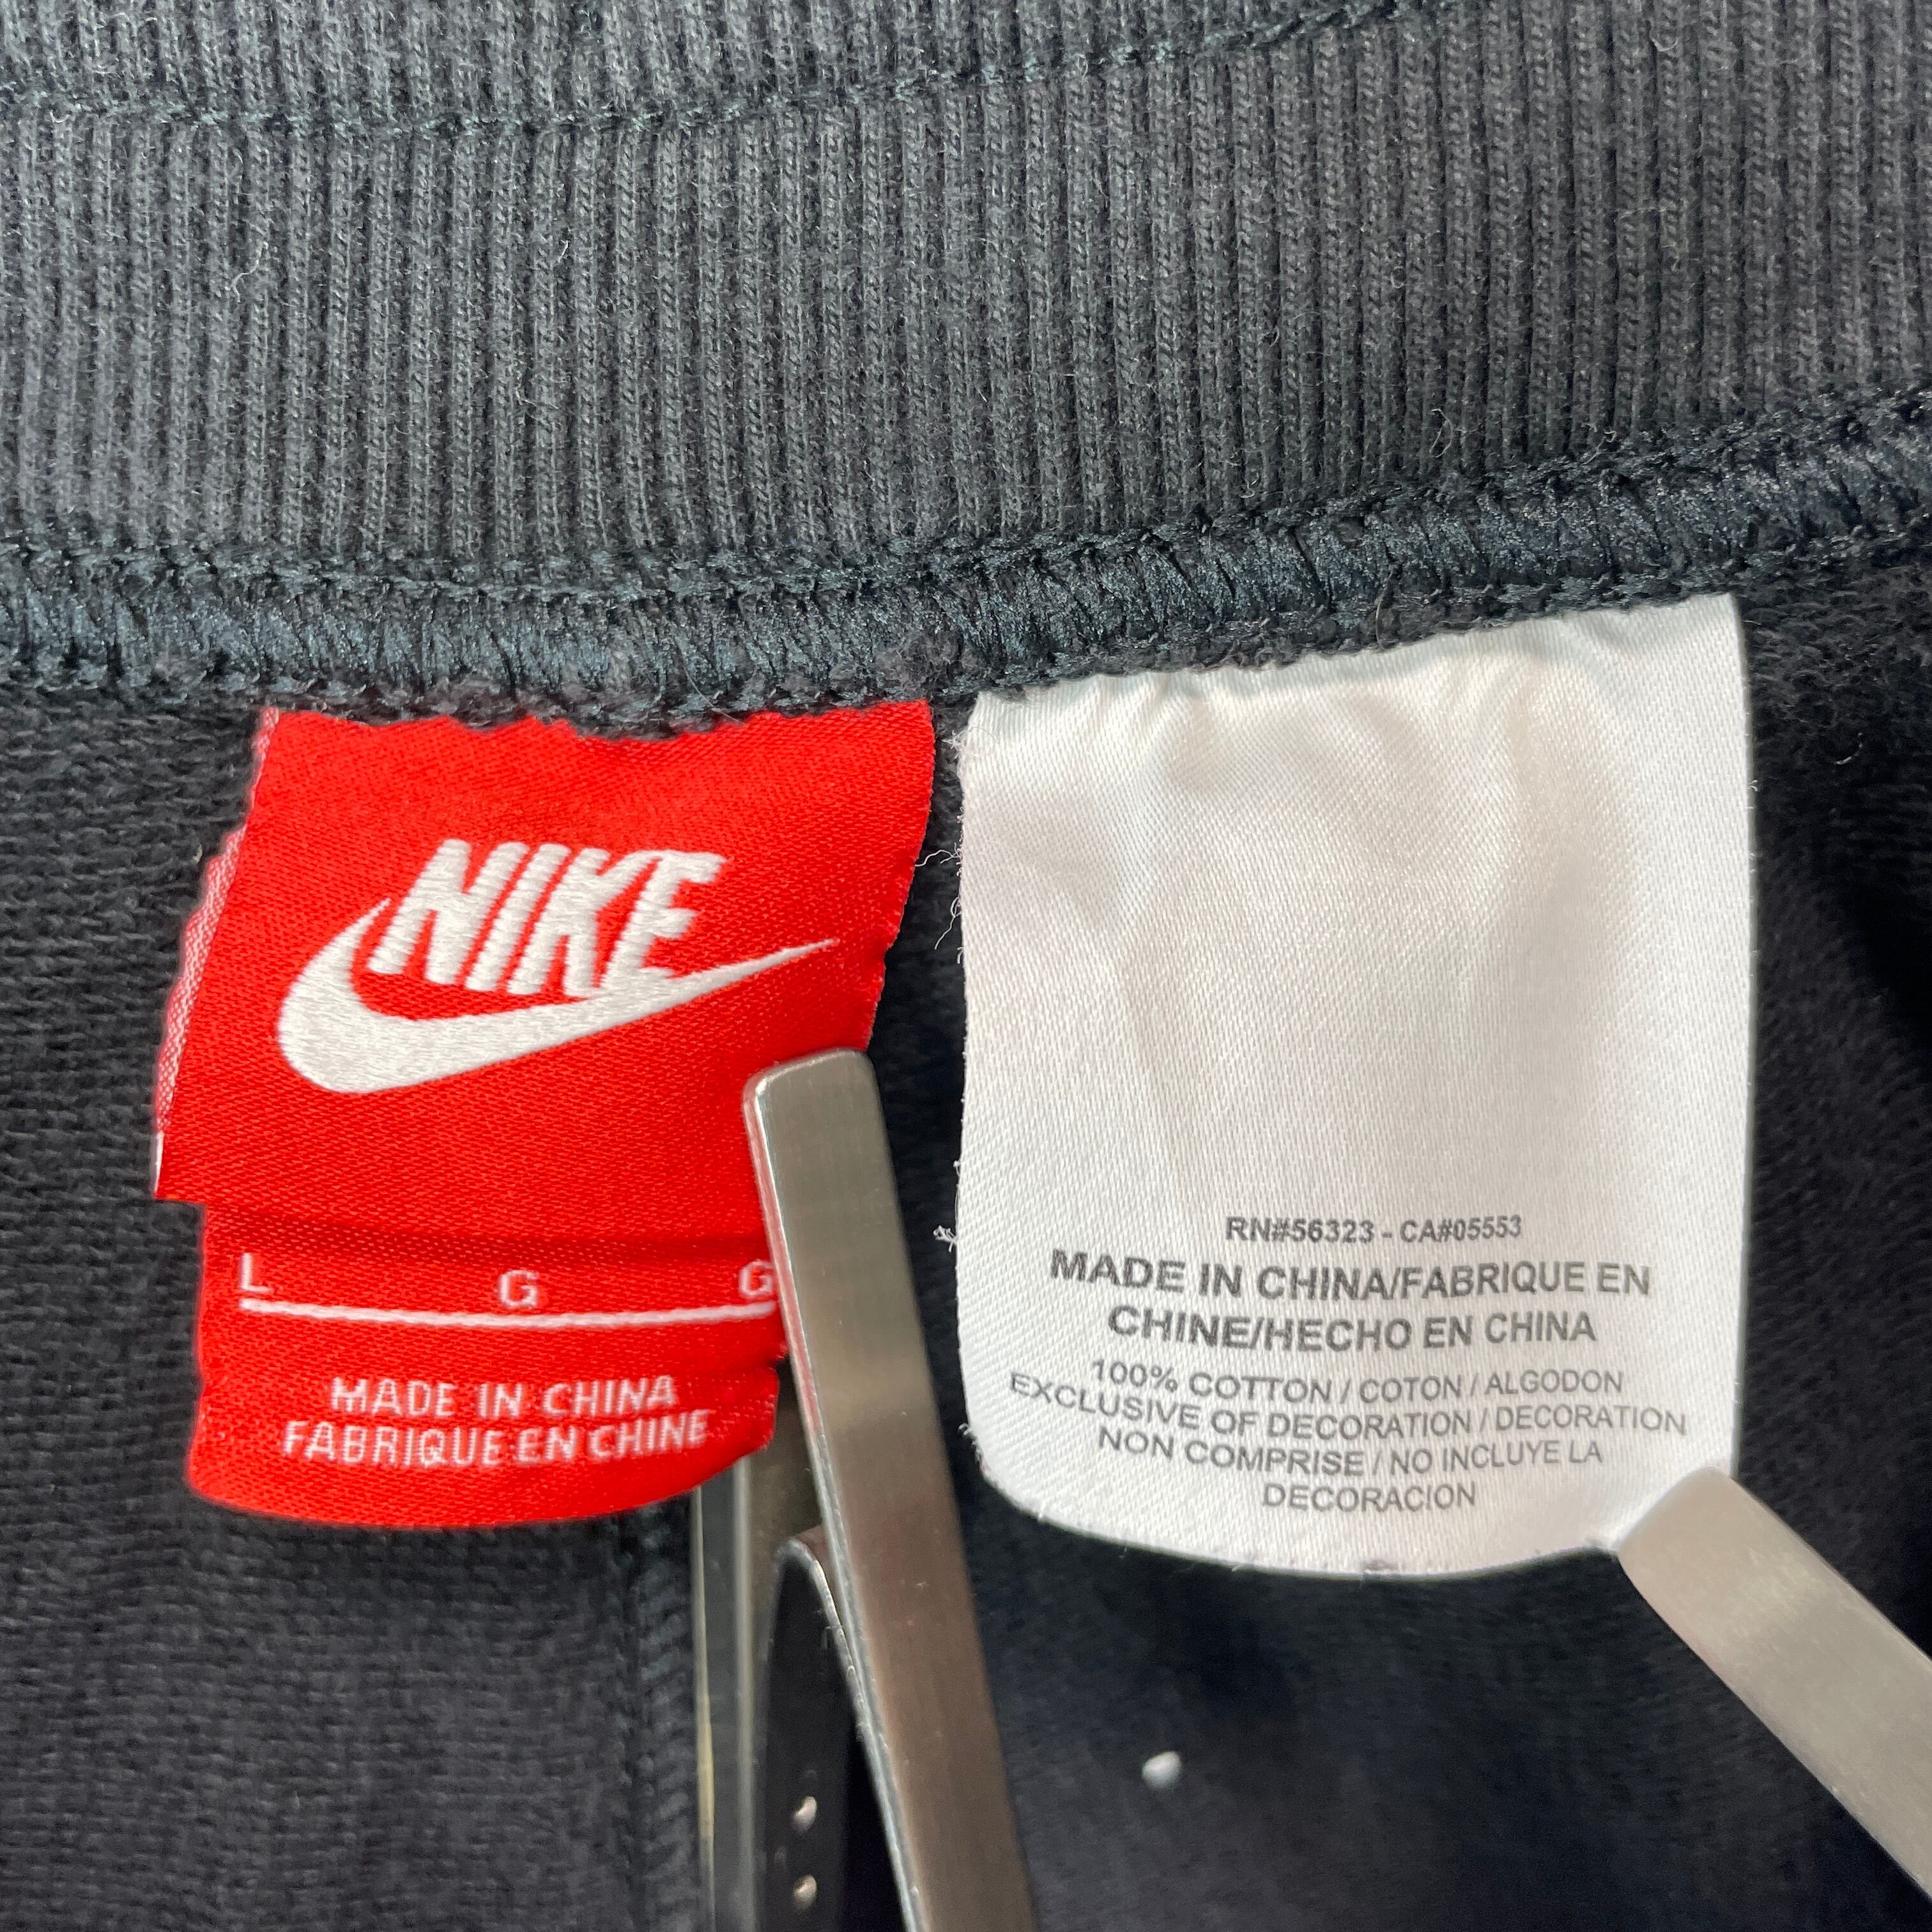 NIKE
L G G
MADE IN CHINA
FABRIQUE EN CHINE
RN#56323 - CA#05553
MADE IN CHINA/FABRIQUE EN
CHINE/HECHO EN CHINA
100% COTTON / COTON / ALGODON
EXCLUSIVE OF DECORATION / DECORATION
NON COMPRISE / NO INCLUYE LA
DECORACION